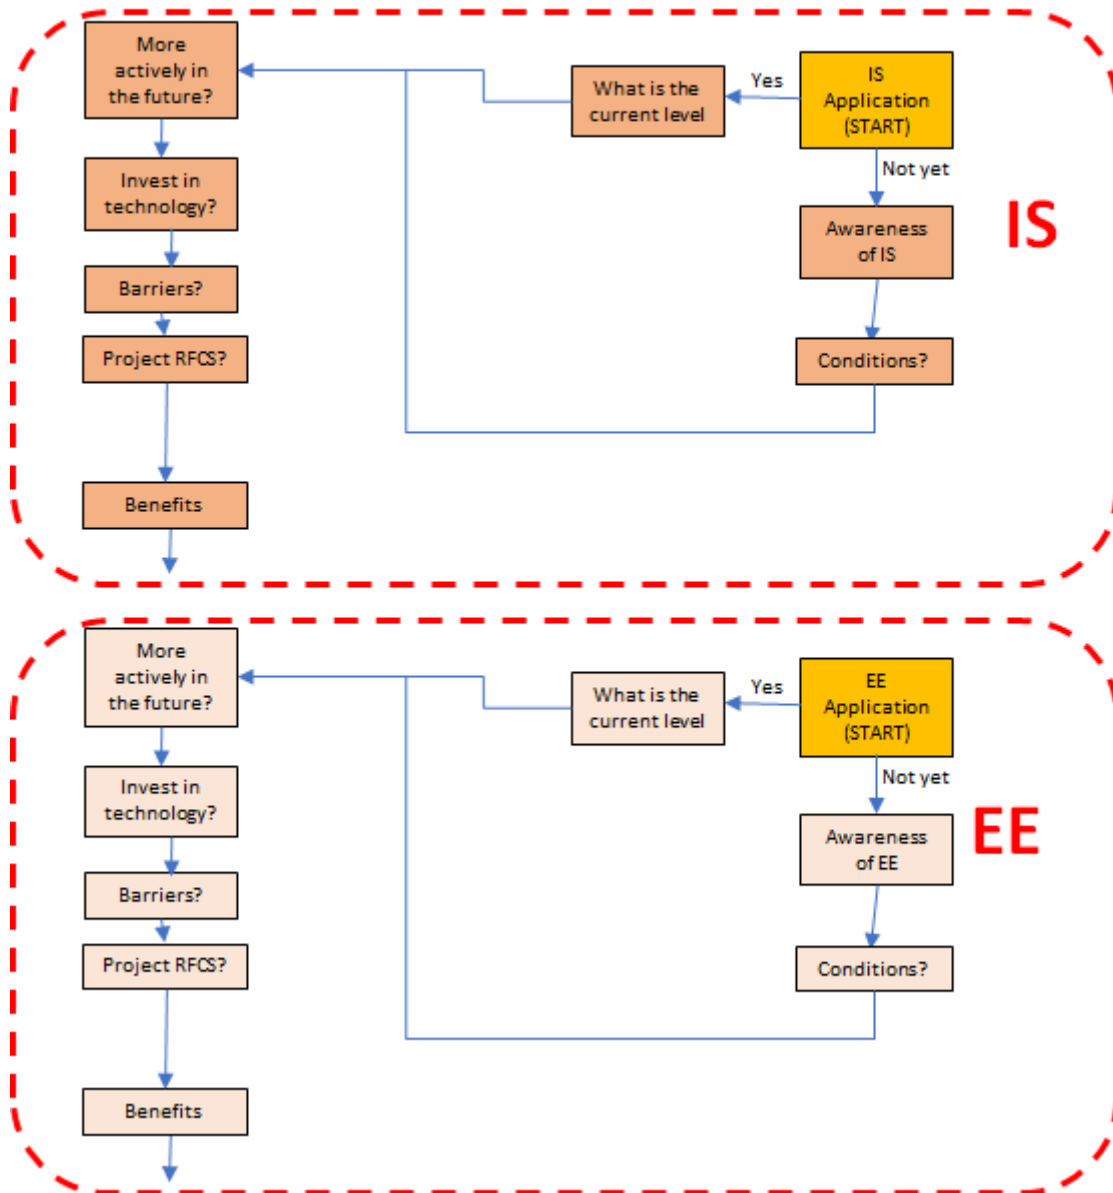 More
actively in
the future?
What is the
current level
Yes
IS
Application
(START)
Not yet
Invest in
technology?
Awareness
of IS
IS
Barriers?
Project RFCS?
Conditions?
Benefits
More
actively in
the future?
What is the
current level
Yes
EE
Application
(START)
Not yet
Invest in
technology?
Awareness
of EE
EE
Barriers?
Project RFCS?
Conditions?
Benefits